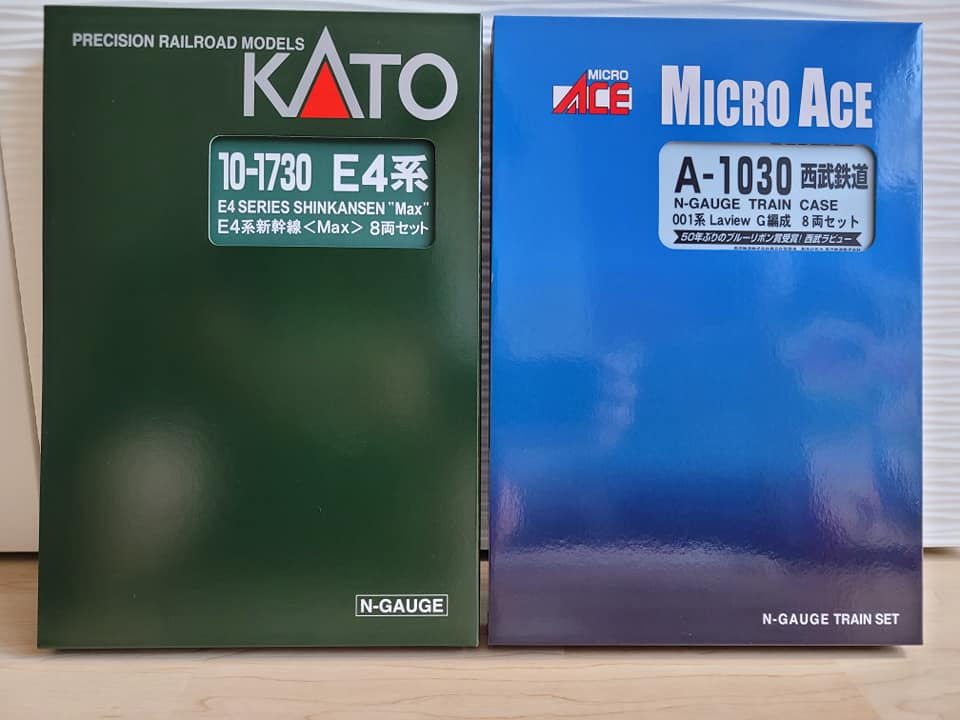 PRECISION RAILROAD MODELS
KATO
10-1730 E4系
E4 SERIES SHINKANSEN "Max"
E4系新幹線<Max> 8両セット
N-GAUGE
MICRO
ACE
MICRO ACE
A-1030 西武鉄道
N-GAUGE TRAIN CASE
001系 Laview G編成 8両セット
50年ぶりのブルーリボン賞受賞! 西武ラビュー
N-GAUGE TRAIN SET